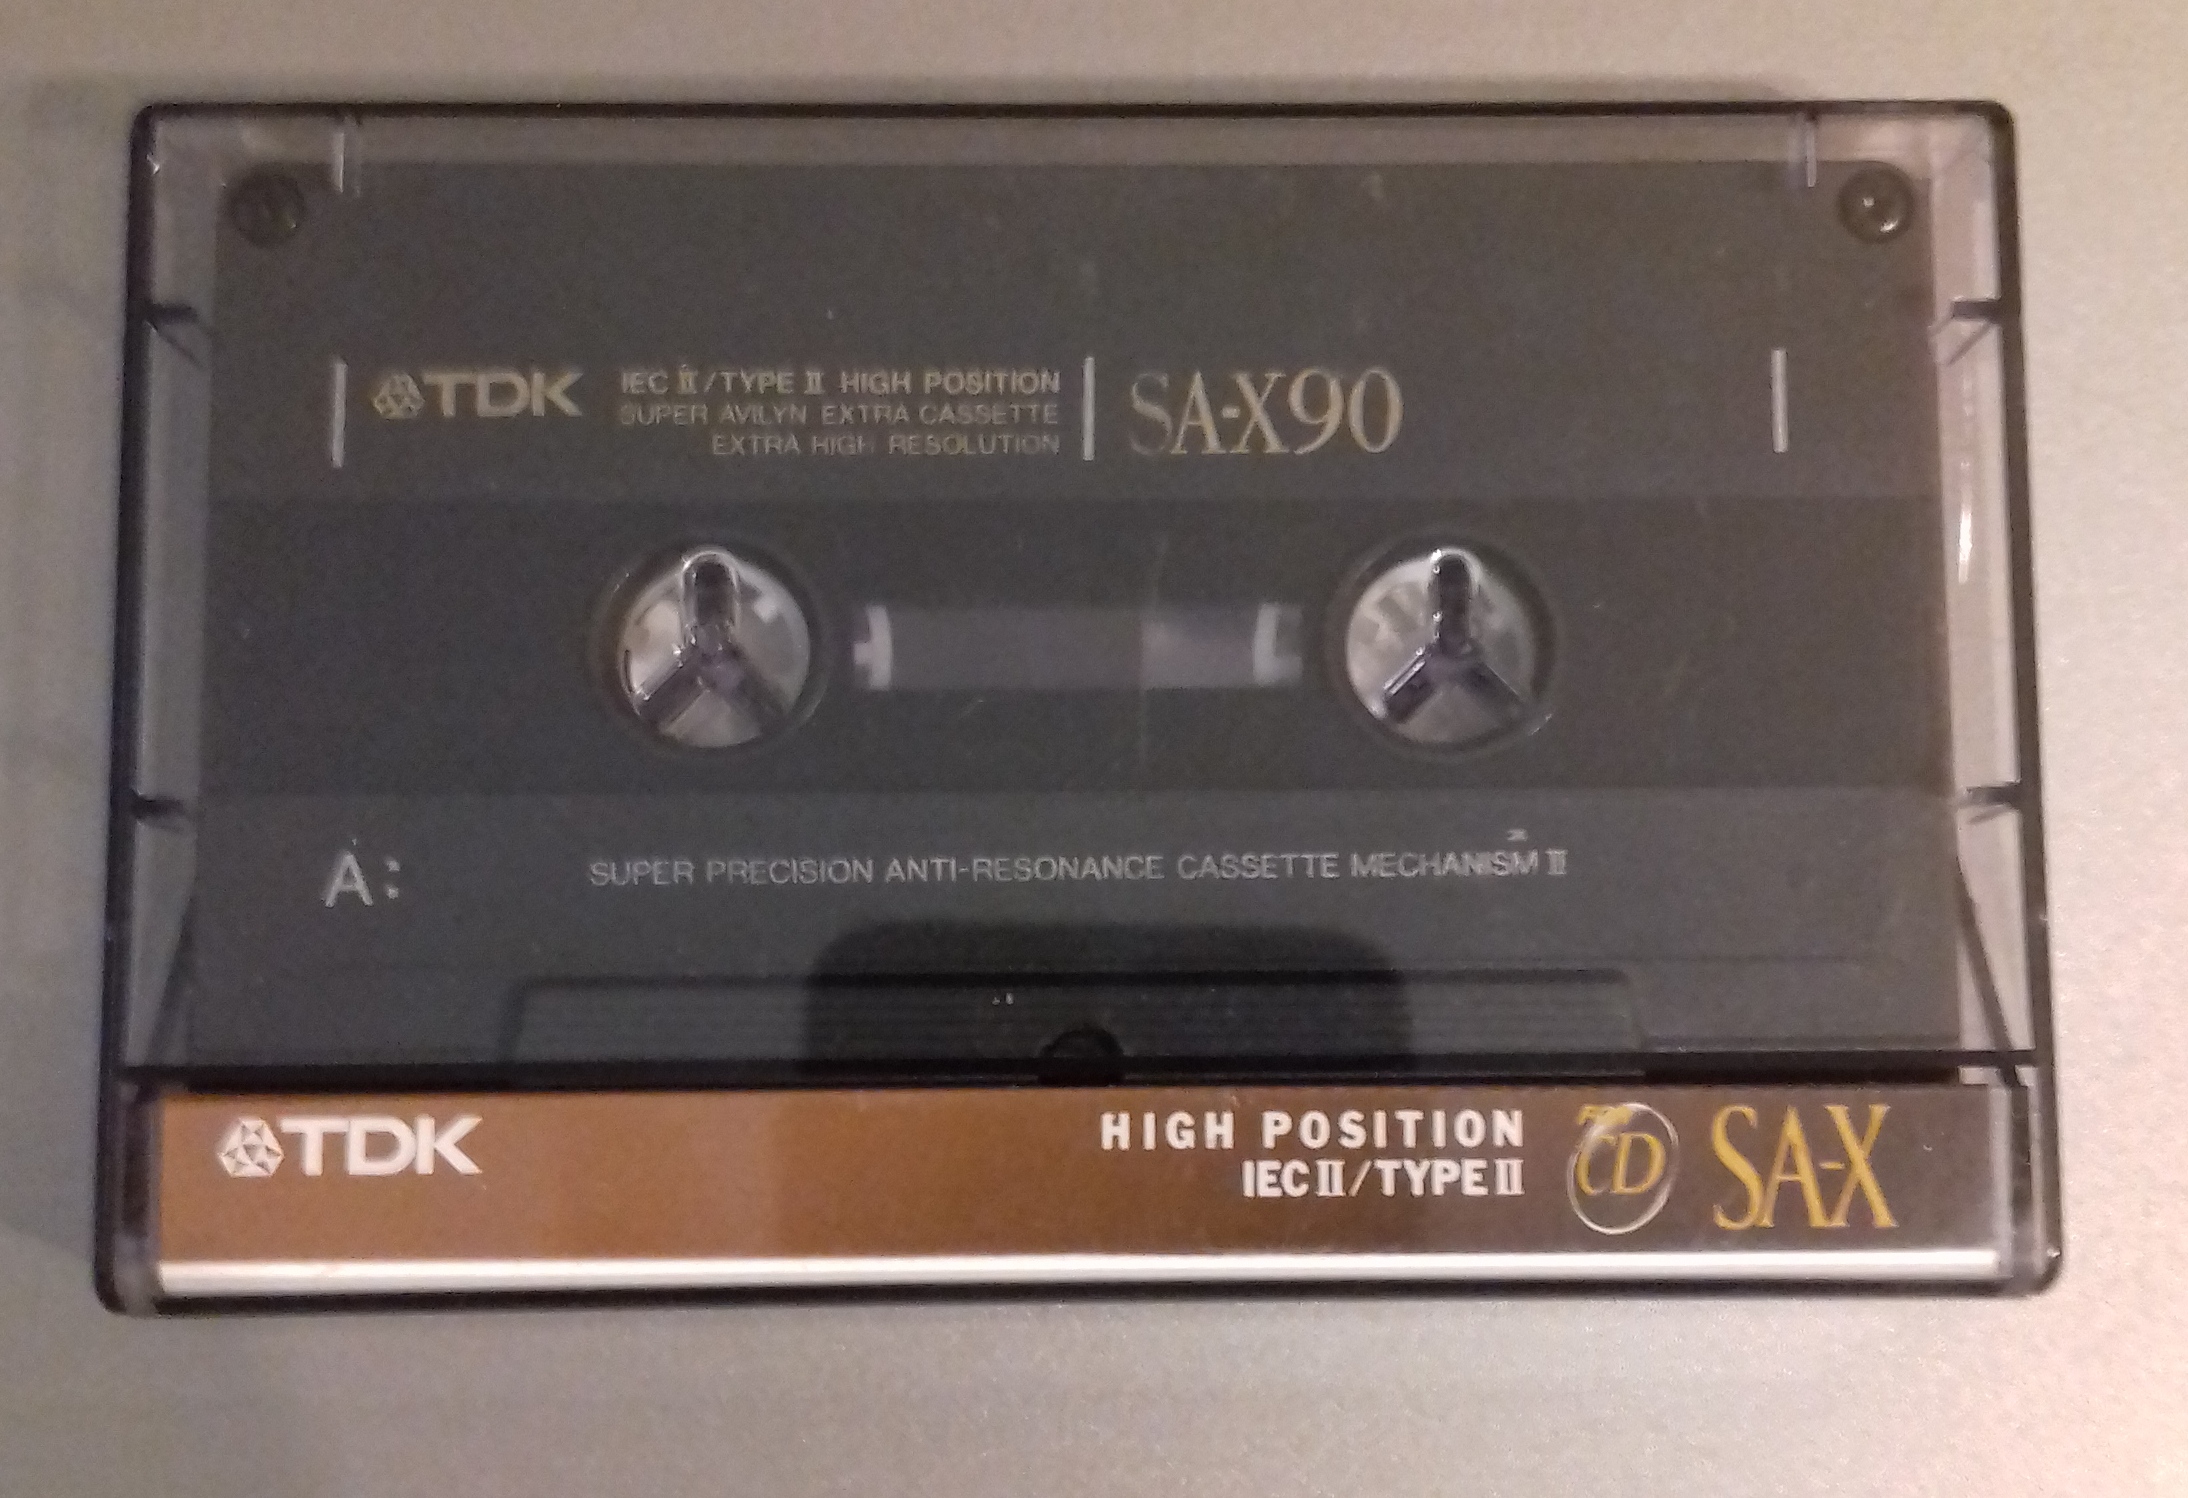 TDK
IEC II/TYPE II HIGH POSITION
SUPER AVILYN EXTRA CASSETTE
EXTRA HIGH RESOLUTION
SA-X90
A:
SUPER PRECISION ANTI-RESONANCE CASSETTE MECHANISM II
TDK
HIGH POSITION
IEC II/TYPE II
CD
SA-X